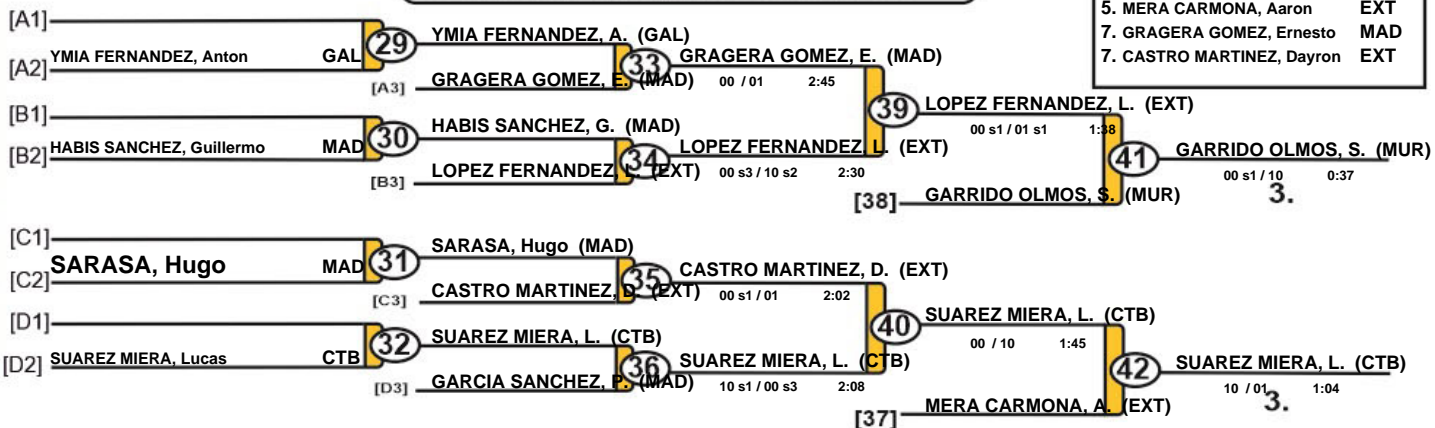 5. MERA CARMONA, Aaron EXT
7. GRAGERA GOMEZ, Ernesto MAD
7. CASTRO MARTINEZ, Dayron EXT
[A1]
YMIA FERNANDEZ, A. (GAL)
29
[A2] YMIA FERNANDEZ, Anton GAL
GRAGERA GOMEZ, E. (MAD)
33
[A3] GRAGERA GOMEZ, E. (MAD)
00 / 01 2:45
[B1]
39
LOPEZ FERNANDEZ, L. (EXT)
HABIS SANCHEZ, G. (MAD)
00 s1 / 01 s1 1:38
30
[B2] HABIS SANCHEZ, Guillermo MAD
LOPEZ FERNANDEZ, L. (EXT)
34
41
GARRIDO OLMOS, S. (MUR)
[B3] LOPEZ FERNANDEZ, L. (EXT)
00 s3 / 10 s2 2:30
00 s1 / 10 0:37
3.
[38] GARRIDO OLMOS, S. (MUR)
[C1]
SARASA, Hugo (MAD)
31
[C2] SARASA, Hugo MAD
CASTRO MARTINEZ, D. (EXT)
35
[C3] CASTRO MARTINEZ, D. (EXT)
00 s1 / 01 2:02
[D1]
40
SUAREZ MIERA, L. (CTB)
SUAREZ MIERA, L. (CTB)
00 / 10 1:45
32
[D2] SUAREZ MIERA, Lucas CTB
SUAREZ MIERA, L. (CTB)
36
42
SUAREZ MIERA, L. (CTB)
[D3] GARCIA SANCHEZ, P. (MAD)
10 s1 / 00 s3 2:08
10 / 01 1:04
3.
[37] MERA CARMONA, A. (EXT)